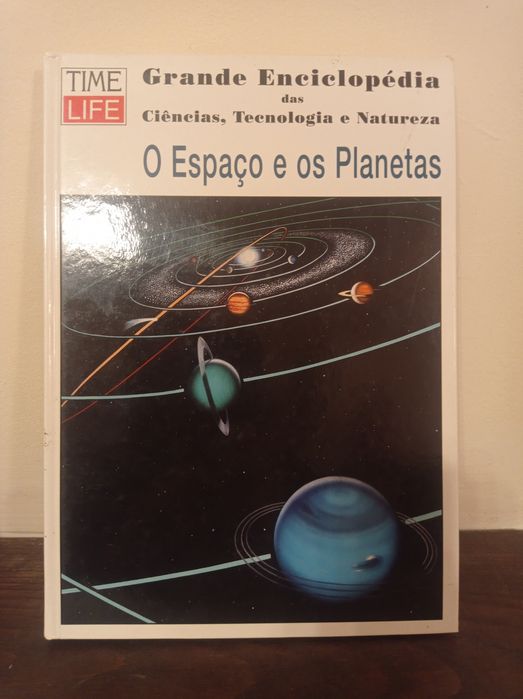 TIME
LIFE
Grande Enciclopédia
das
Ciências, Tecnologia e Natureza
O Espaço e os Planetas